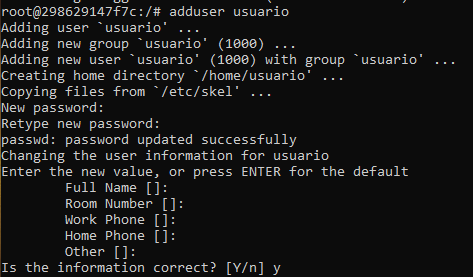 root@298629147f7c:/# adduser usuario
Adding user `usuario' ...
Adding new group `usuario' (1000) ...
Adding new user `usuario' (1000) with group `usuario' ...
Creating home directory `/home/usuario' ...
Copying files from `/etc/skel' ...
New password:
Retype new password:
passwd: password updated successfully
Changing the user information for usuario
Enter the new value, or press ENTER for the default
Full Name []:
Room Number []:
Work Phone []:
Home Phone []:
Other []:
Is the information correct? [Y/n] y